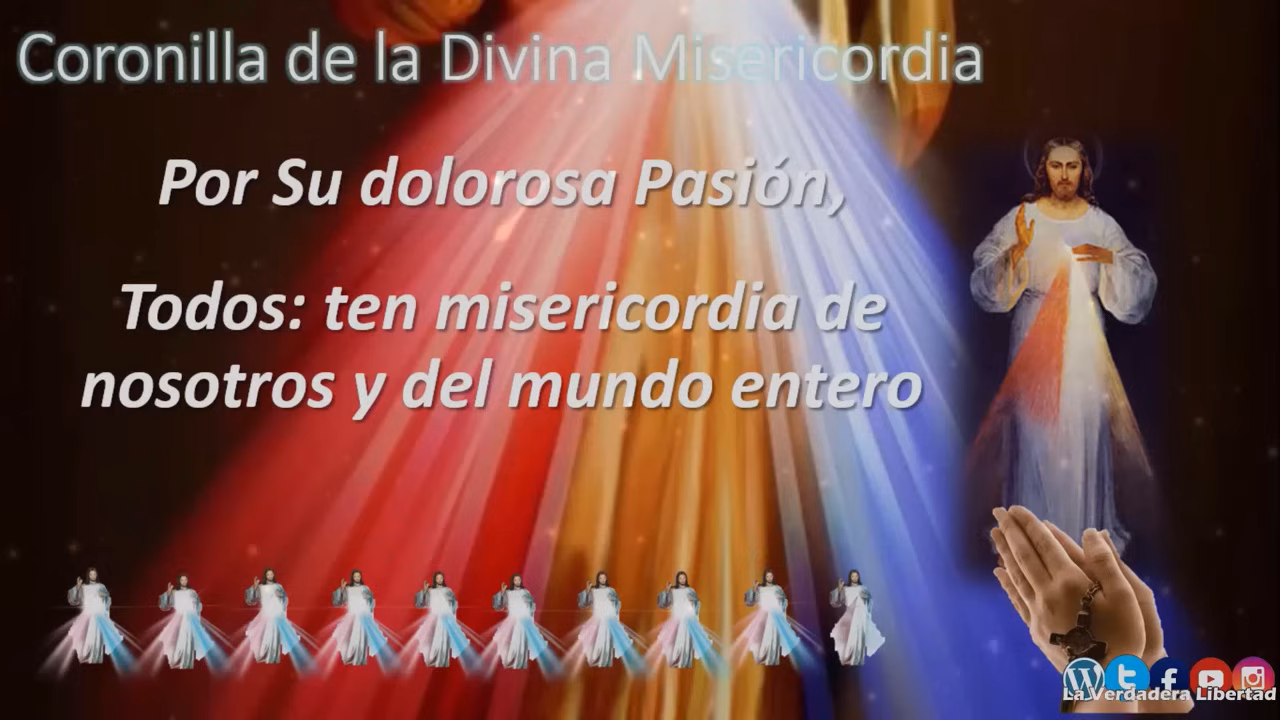 Coronilla de la Divina Misericordia
Por Su dolorosa Pasión,
Todos: ten misericordia de
nosotros y del mundo entero
La Verdadera Libertad